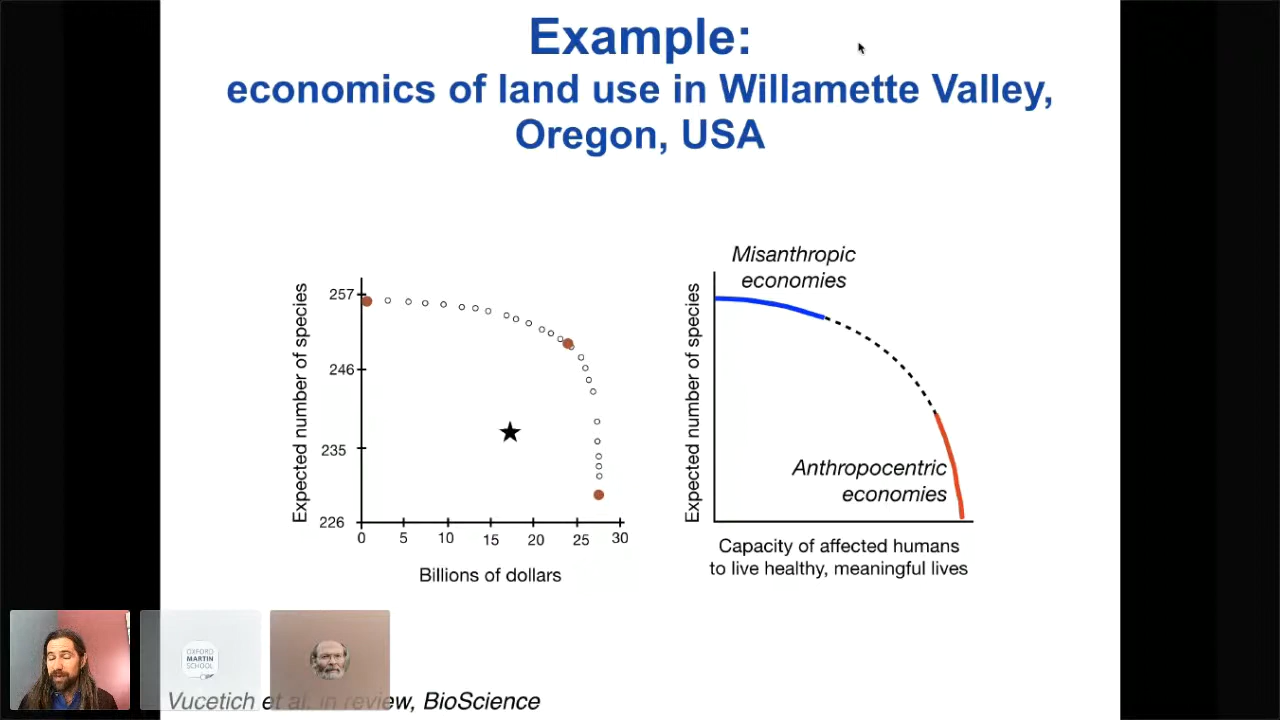 Example:
economics of land use in Willamette Valley,
Oregon, USA
Expected number of species
257
246
235
226
0 5 10 15 20 25 30
Billions of dollars
Misanthropic
economies
Expected number of species
Anthropocentric
economies
Capacity of affected humans
to live healthy, meaningful lives
OXFORD
MARTIN
SCHOOL
Vucetich et al. in review, BioScience